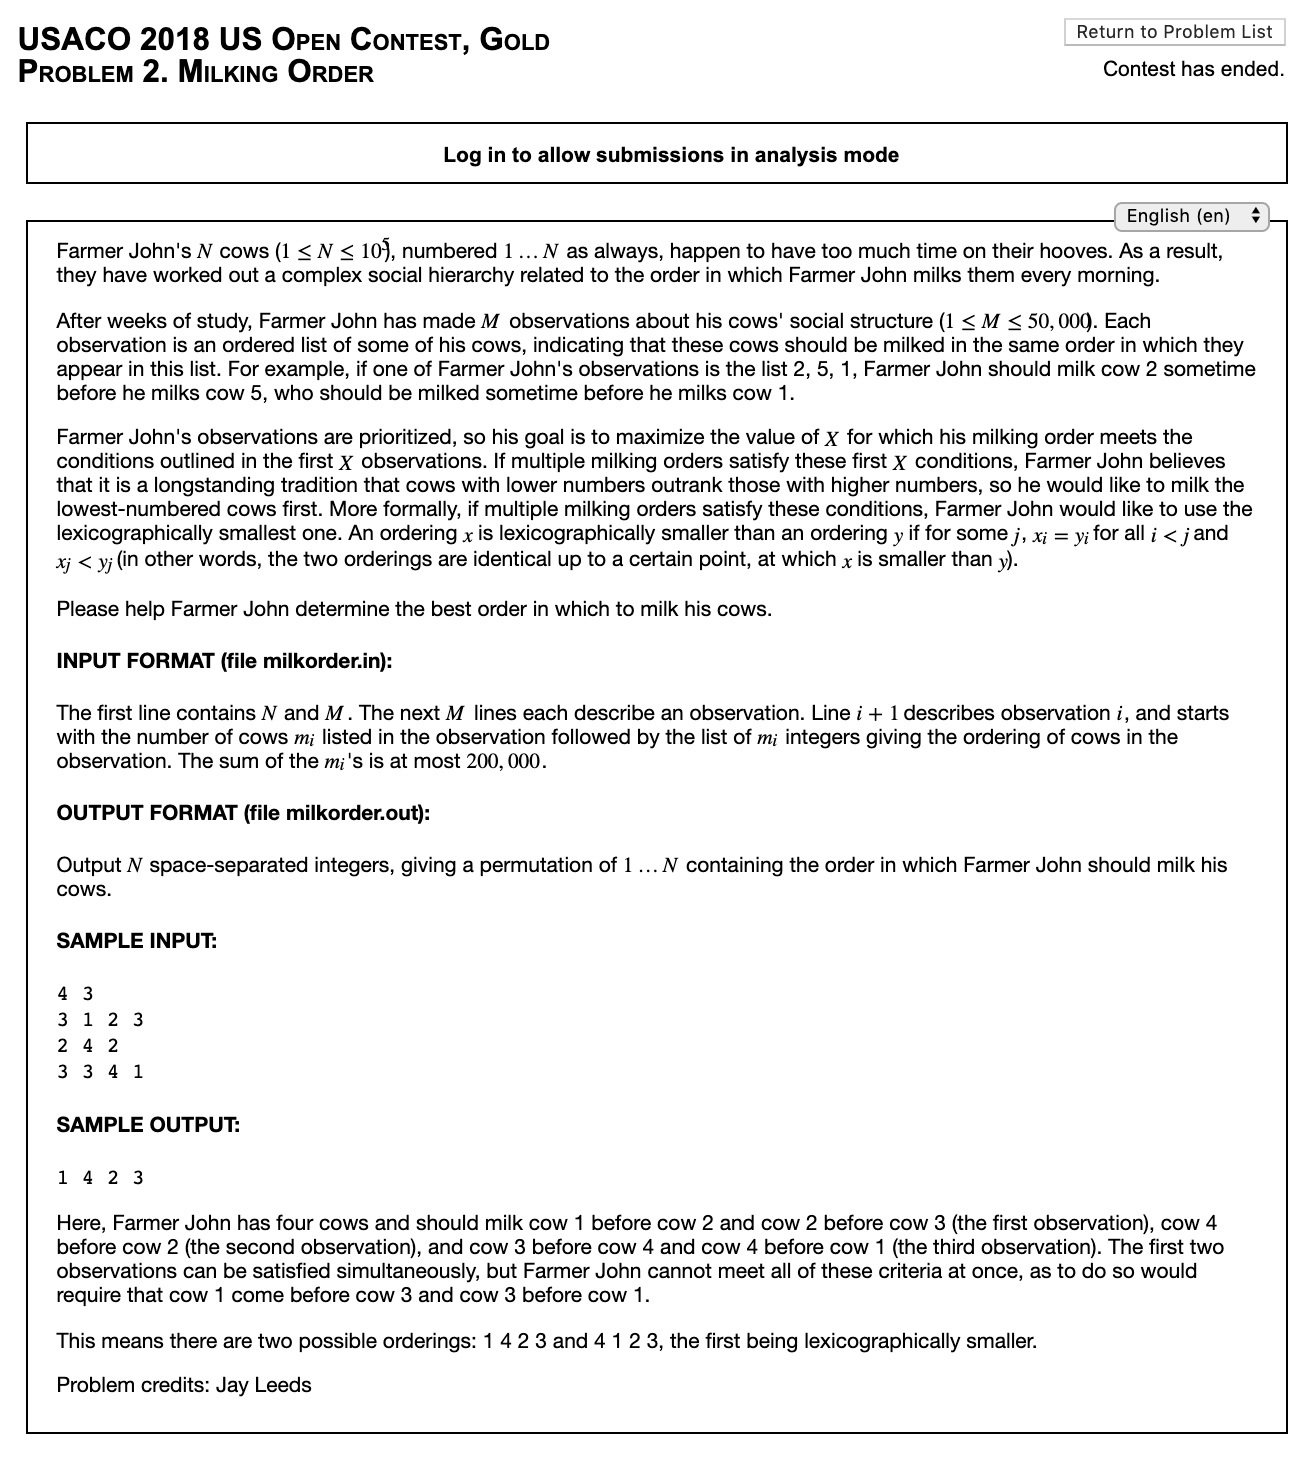 USACO 2018 US Open Contest, Gold
Problem 2. Milking Order
Return to Problem List
Contest has ended.
Log in to allow submissions in analysis mode
English (en)
Farmer John's N cows (1 ≤ N ≤ 10⁵), numbered 1 … N as always, happen to have too much time on their hooves. As a result,
they have worked out a complex social hierarchy related to the order in which Farmer John milks them every morning.
After weeks of study, Farmer John has made M observations about his cows' social structure (1 ≤ M ≤ 50, 000). Each
observation is an ordered list of some of his cows, indicating that these cows should be milked in the same order in which they
appear in this list. For example, if one of Farmer John's observations is the list 2, 5, 1, Farmer John should milk cow 2 sometime
before he milks cow 5, who should be milked sometime before he milks cow 1.
Farmer John's observations are prioritized, so his goal is to maximize the value of X for which his milking order meets the
conditions outlined in the first X observations. If multiple milking orders satisfy these first X conditions, Farmer John believes
that it is a longstanding tradition that cows with lower numbers outrank those with higher numbers, so he would like to milk the
lowest-numbered cows first. More formally, if multiple milking orders satisfy these conditions, Farmer John would like to use the
lexicographically smallest one. An ordering x is lexicographically smaller than an ordering y if for some j, xᵢ = yᵢ for all i < j and
xⱼ < yⱼ (in other words, the two orderings are identical up to a certain point, at which x is smaller than y).
Please help Farmer John determine the best order in which to milk his cows.
INPUT FORMAT (file milkorder.in):
The first line contains N and M. The next M lines each describe an observation. Line i + 1 describes observation i, and starts
with the number of cows mᵢ listed in the observation followed by the list of mᵢ integers giving the ordering of cows in the
observation. The sum of the mᵢ's is at most 200, 000.
OUTPUT FORMAT (file milkorder.out):
Output N space-separated integers, giving a permutation of 1 … N containing the order in which Farmer John should milk his
cows.
SAMPLE INPUT:
4 3
3 1 2 3
2 4 2
3 3 4 1
SAMPLE OUTPUT:
1 4 2 3
Here, Farmer John has four cows and should milk cow 1 before cow 2 and cow 2 before cow 3 (the first observation), cow 4
before cow 2 (the second observation), and cow 3 before cow 4 and cow 4 before cow 1 (the third observation). The first two
observations can be satisfied simultaneously, but Farmer John cannot meet all of these criteria at once, as to do so would
require that cow 1 come before cow 3 and cow 3 before cow 1.
This means there are two possible orderings: 1 4 2 3 and 4 1 2 3, the first being lexicographically smaller.
Problem credits: Jay Leeds